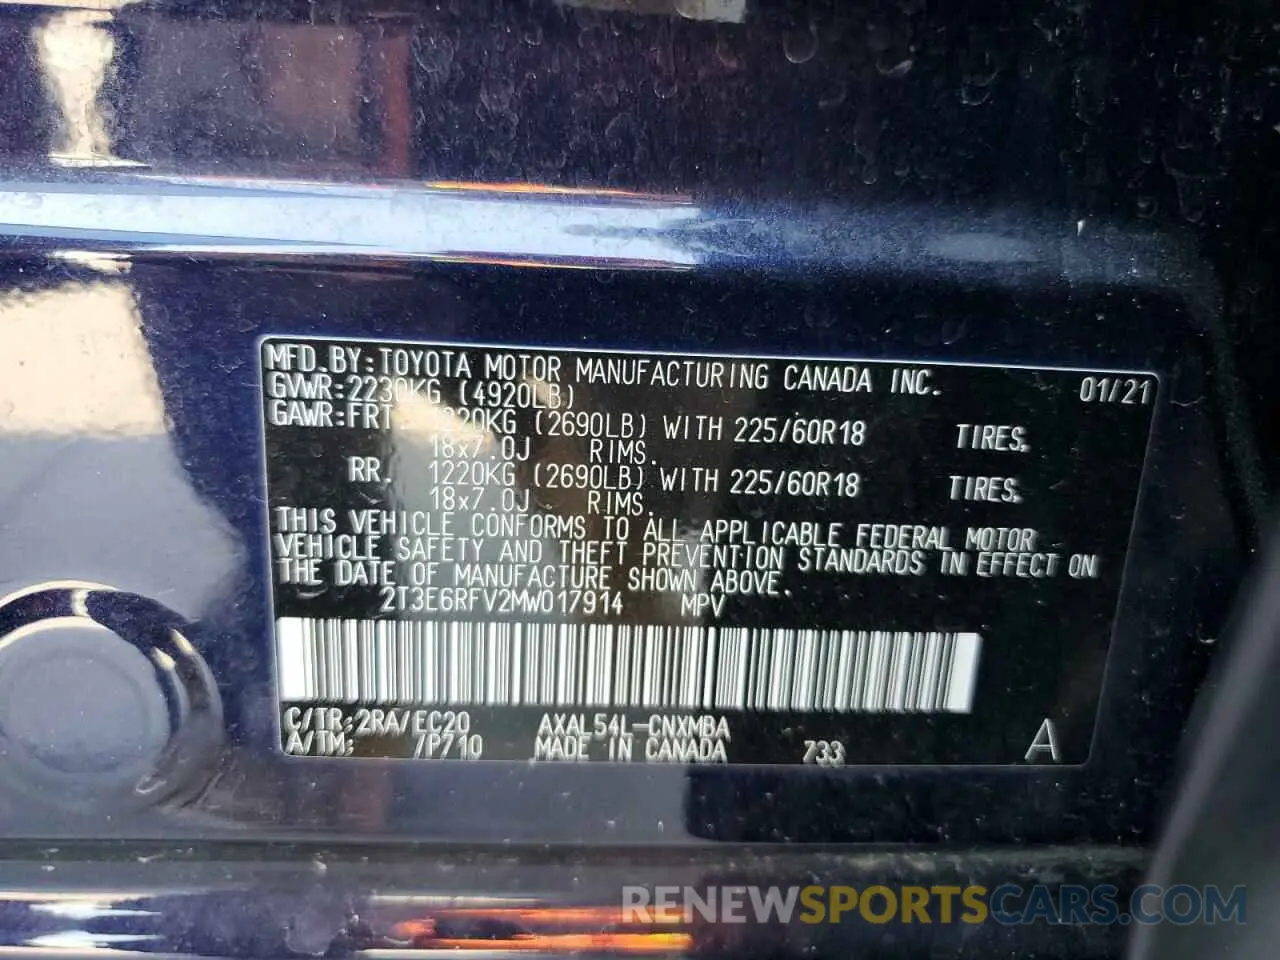 MFD.BY:TOYOTA MOTOR MANUFACTURING CANADA INC. 01/21
GVWR:2230KG (4920LB)
GAWR:FRT. 1220KG (2690LB) WITH 225/60R18 TIRES,
18x7.0J RIMS.
RR. 1220KG (2690LB) WITH 225/60R18 TIRES,
18x7.0J RIMS.
THIS VEHICLE CONFORMS TO ALL APPLICABLE FEDERAL MOTOR
VEHICLE SAFETY AND THEFT PREVENTION STANDARDS IN EFFECT ON
THE DATE OF MANUFACTURE SHOWN ABOVE.
2T3E6RFV2MW017914 MPV
C/TR:2RA/EC20 AXAL54L-CNXMBA
A/TM: /P710 MADE IN CANADA 733 A
RENEWSPORTSCARS.COM